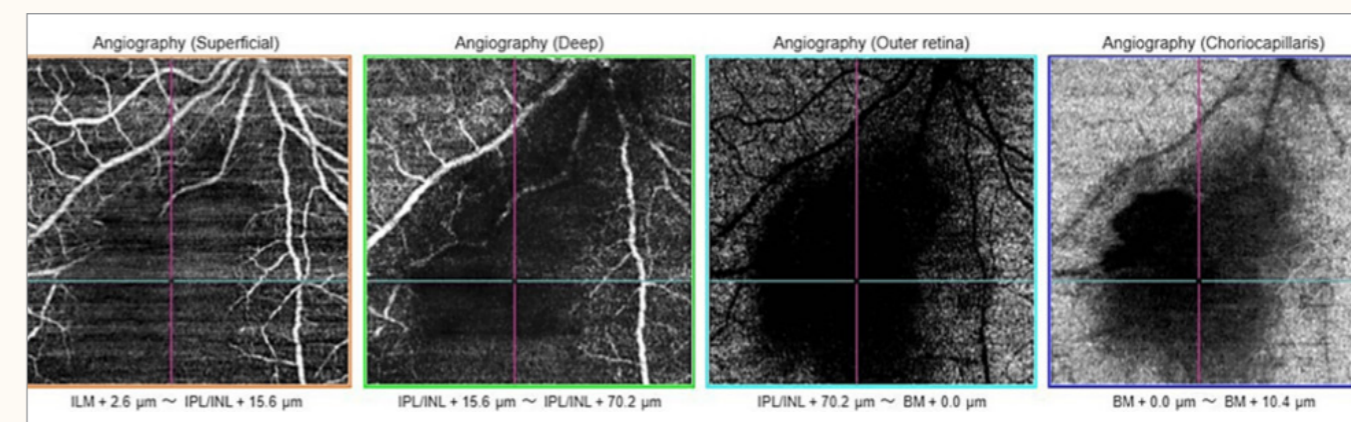 Angiography (Superficial)
Angiography (Deep)
Angiography (Outer retina)
Angiography (Choriocapillaris)
ILM + 2.6 µm ～ IPL/INL + 15.6 µm
IPL/INL + 15.6 µm ～ IPL/INL + 70.2 µm
IPL/INL + 70.2 µm ～ BM + 0.0 µm
BM + 0.0 µm ～ BM + 10.4 µm